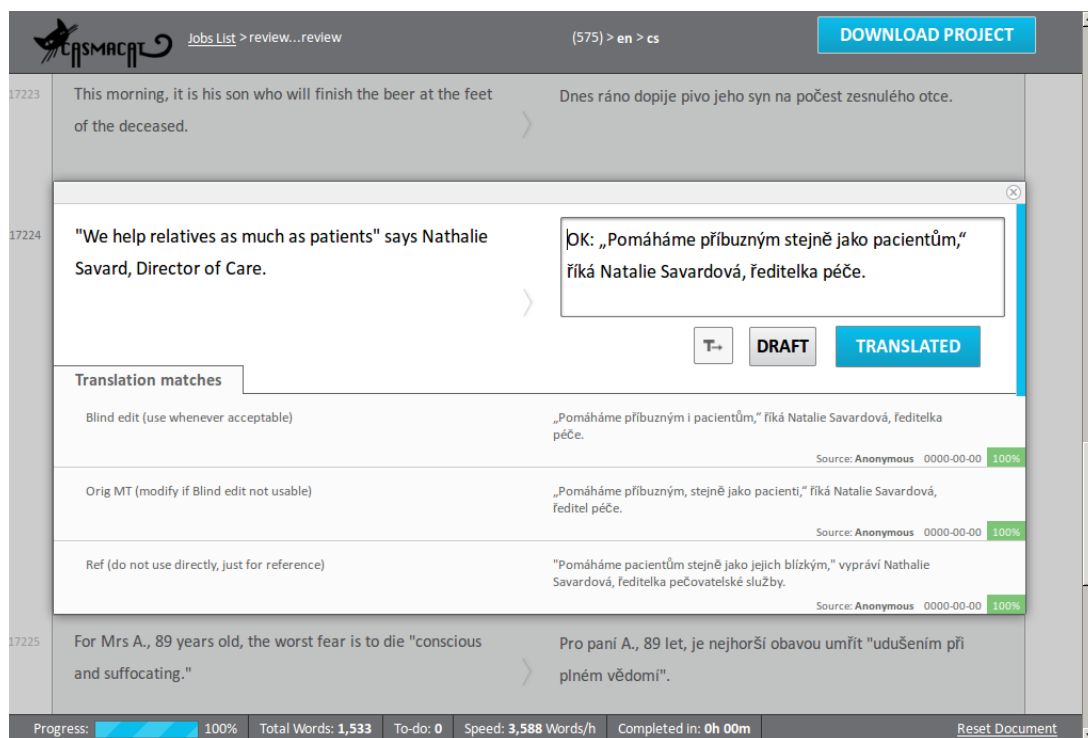 CASMACAT Jobs List > review...review (575) > en > cs DOWNLOAD PROJECT
17223 This morning, it is his son who will finish the beer at the feet
of the deceased.
Dnes ráno dopije pivo jeho syn na počest zesnulého otce.
17224 "We help relatives as much as patients" says Nathalie
Savard, Director of Care.
OK: „Pomáháme příbuzným stejně jako pacientům,“
říká Natalie Savardová, ředitelka péče.
T→ DRAFT TRANSLATED
Translation matches
Blind edit (use whenever acceptable)
„Pomáháme příbuzným i pacientům,“ říká Natalie Savardová, ředitelka
péče.
Source: Anonymous 0000-00-00 100%
Orig MT (modify if Blind edit not usable)
„Pomáháme příbuzným, stejně jako pacienti,“ říká Natalie Savardová,
ředitel péče.
Source: Anonymous 0000-00-00 100%
Ref (do not use directly, just for reference)
"Pomáháme pacientům stejně jako jejich blízkým," vypráví Nathalie
Savardová, ředitelka pečovatelské služby.
Source: Anonymous 0000-00-00 100%
17225 For Mrs A., 89 years old, the worst fear is to die "conscious
and suffocating."
Pro paní A., 89 let, je nejhorší obavou umřít "udušením při
plném vědomí".
Progress: 100% Total Words: 1,533 To-do: 0 Speed: 3,588 Words/h Completed in: 0h 00m Reset Document